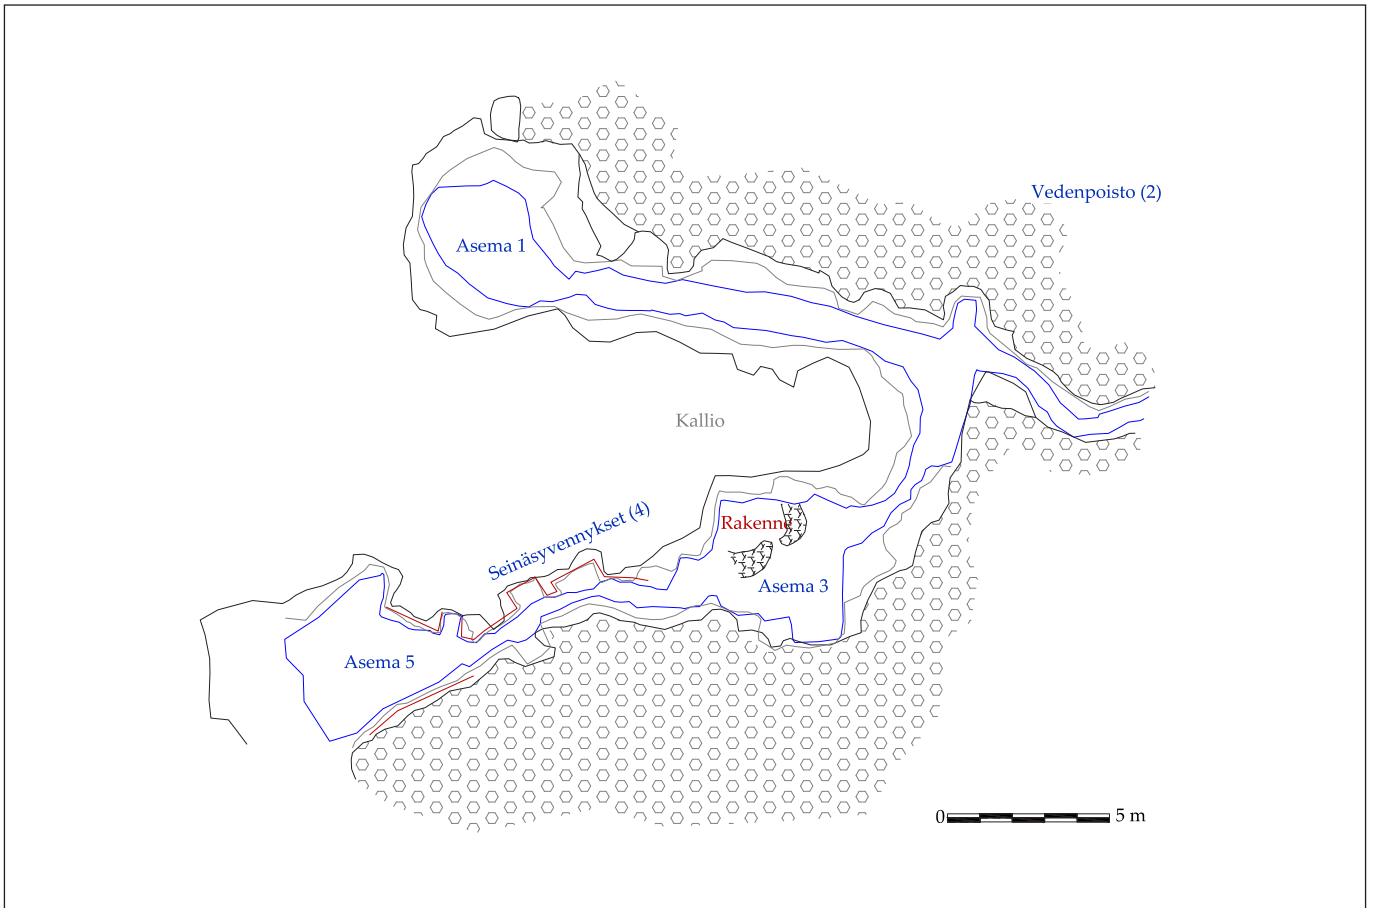 Vedenpoisto (2)
Asema 1
Kallio
Seinäsyvennykset (4)
Rakenne
Asema 3
Asema 5
0 5 m